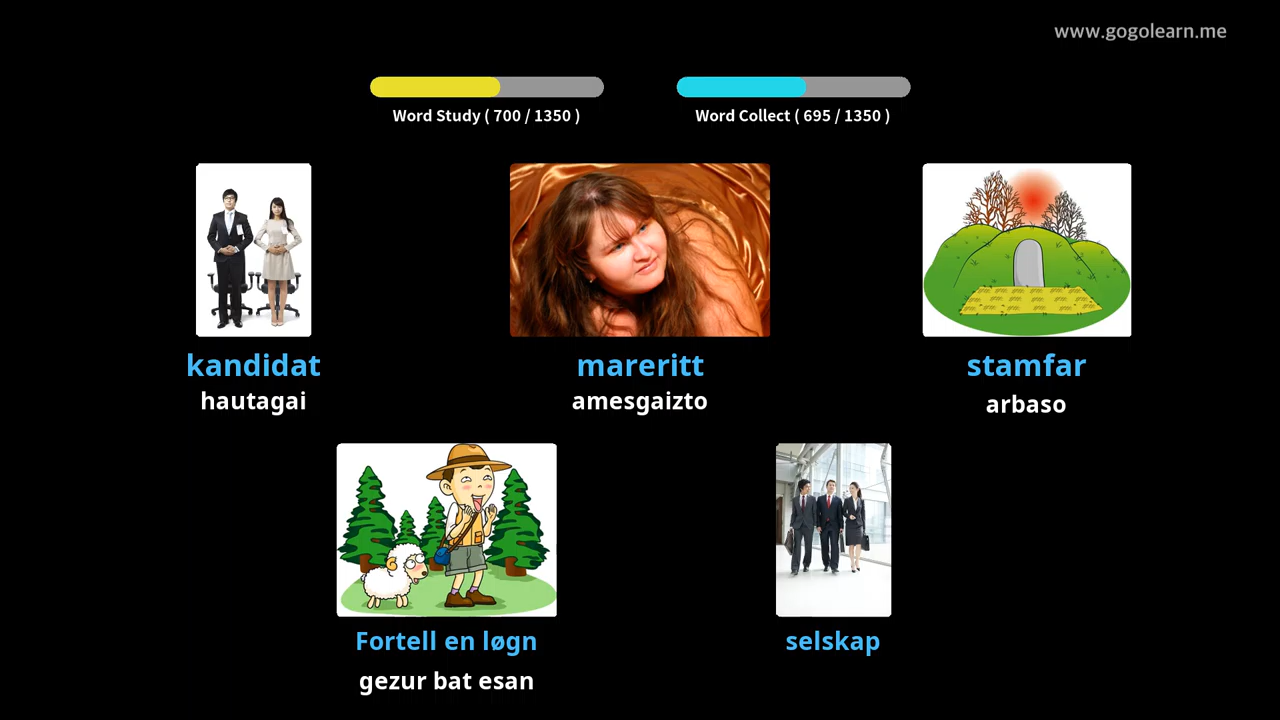 www.gogolearn.me
Word Study ( 700 / 1350 )
Word Collect ( 695 / 1350 )
kandidat
hautagai
mareritt
amesgaizto
stamfar
arbaso
Fortell en løgn
gezur bat esan
selskap